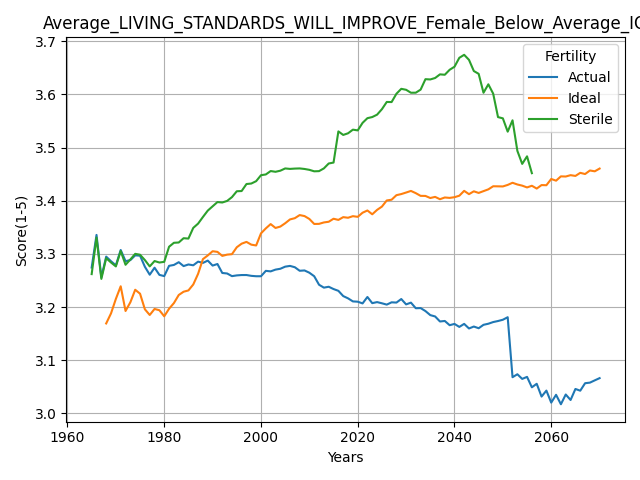 Average_LIVING_STANDARDS_WILL_IMPROVE_Female_Below_Average_IQ
Fertility
Actual
Ideal
Sterile
Score(1-5)
3.7
3.6
3.5
3.4
3.3
3.2
3.1
3.0
1960 1980 2000 2020 2040 2060
Years